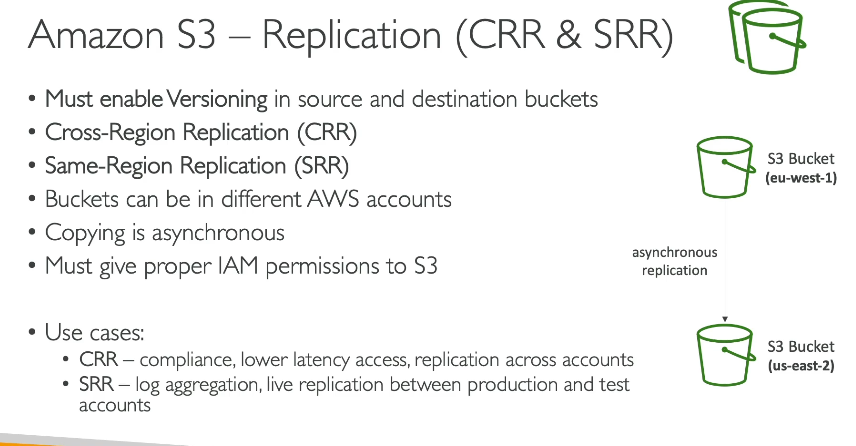 Amazon S3 – Replication (CRR & SRR)
• Must enable Versioning in source and destination buckets
• Cross-Region Replication (CRR)
• Same-Region Replication (SRR)
• Buckets can be in different AWS accounts
• Copying is asynchronous
• Must give proper IAM permissions to S3
• Use cases:
• CRR – compliance, lower latency access, replication across accounts
• SRR – log aggregation, live replication between production and test
accounts
S3 Bucket
(eu-west-1)
asynchronous
replication
S3 Bucket
(us-east-2)